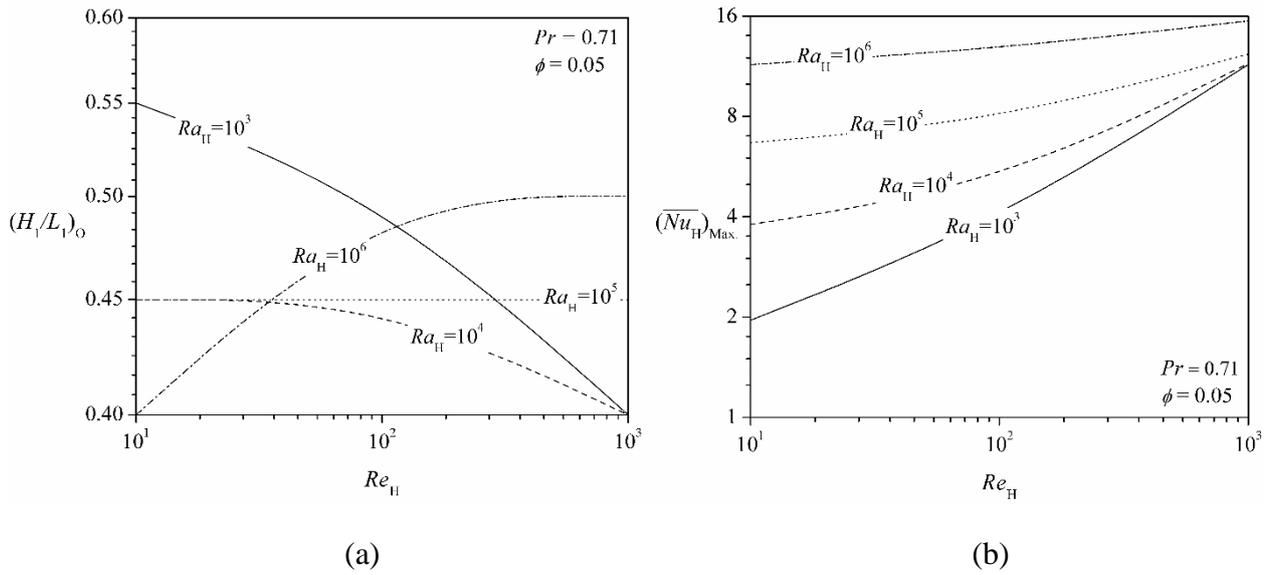 0.60
Pr = 0.71
ϕ = 0.05
0.55
Ra_H=10^3
0.50
(H_1/L_1)_O
Ra_H=10^6
0.45
Ra_H=10^5
Ra_H=10^4
0.40
10^1
10^2
10^3
Re_H
(a)
16
Ra_H=10^6
8
Ra_H=10^5
Ra_H=10^4
4
(N̅u̅_H)_Max.
Ra_H=10^3
2
Pr = 0.71
ϕ = 0.05
1
10^1
10^2
10^3
Re_H
(b)